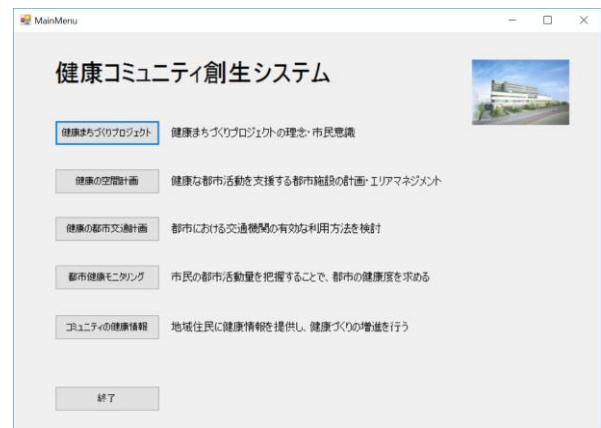 MainMenu
健康コミュニティ創生システム
健康まちづくりプロジェクト 健康まちづくりプロジェクトの理念・市民意識
健康の空間計画 健康な都市活動を支援する都市施設の計画・エリアマネジメント
健康の都市交通計画 都市における交通機関の有効な利用方法を検討
都市健康モニタリング 市民の都市活動量を把握することで、都市の健康度を求める
コミュニティの健康情報 地域住民に健康情報を提供し、健康づくりの増進を行う
終了